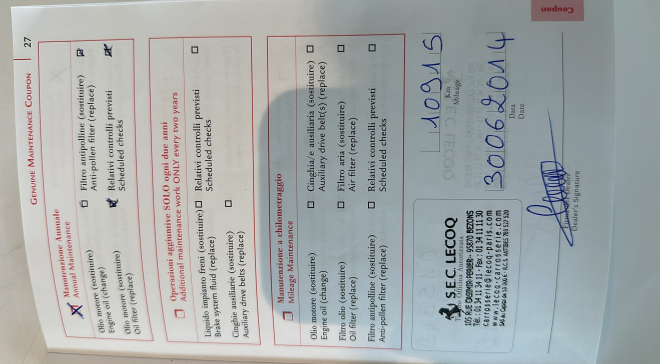 27
GENUINE MAINTENANCE COUPON
Manutenzione Annuale
Annual Maintenance
Olio motore (sostituire)
Engine oil (change)
Filtro antipolline (sostituire)
Anti-pollen filter (replace)
Olio motore (sostituire)
Oil filter (replace)
Relativi controlli previsti
Scheduled checks
Operazioni aggiuntive SOLO ogni due anni
Additional maintenance work ONLY every two years
Liquido impianto freni (sostituire)
Brake system fluid (replace)
Relativi controlli previsti
Scheduled checks
Cinghie ausiliarie (sostituire)
Auxiliary drive belts (replace)
Manutenzione a chilometraggio
Mileage Maintenance
Olio motore (sostituire)
Engine oil (change)
Cinghia/e ausiliaria (sostituire)
Auxiliary drive belt(s) (replace)
Filtro olio (sostituire)
Oil filter (replace)
Filtro aria (sostituire)
Air filter (replace)
Filtro antipolline (sostituire)
Anti-pollen filter (replace)
Relativi controlli previsti
Scheduled checks
10915
Km
Mileage
30062014
Data
Date
S.E.C. LECOQ
95870 BEZONS
carrosserie@lecoq-paris.com
www.lecoq-carrosserie.com
Dealer's Signature
Coupon